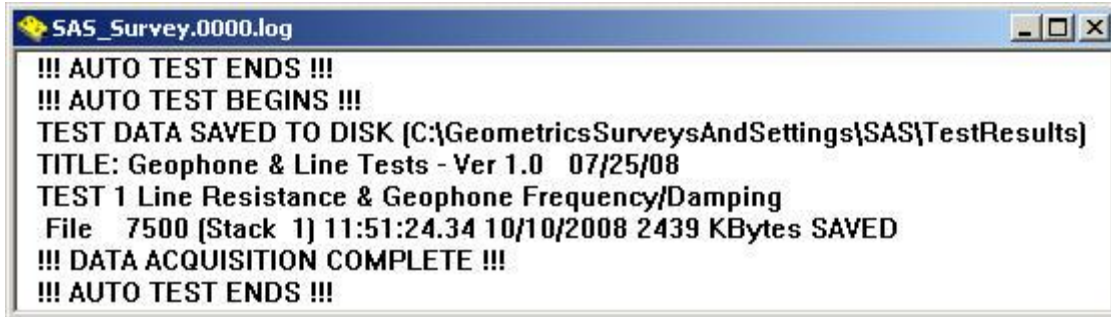 SAS_Survey.0000.log
!!! AUTO TEST ENDS !!!
!!! AUTO TEST BEGINS !!!
TEST DATA SAVED TO DISK (C:\GeometricsSurveysAndSettings\SAS\TestResults)
TITLE: Geophone & Line Tests - Ver 1.0   07/25/08
TEST 1 Line Resistance & Geophone Frequency/Damping
File    7500 (Stack  1) 11:51:24.34 10/10/2008 2439 KBytes SAVED
!!! DATA ACQUISITION COMPLETE !!!
!!! AUTO TEST ENDS !!!